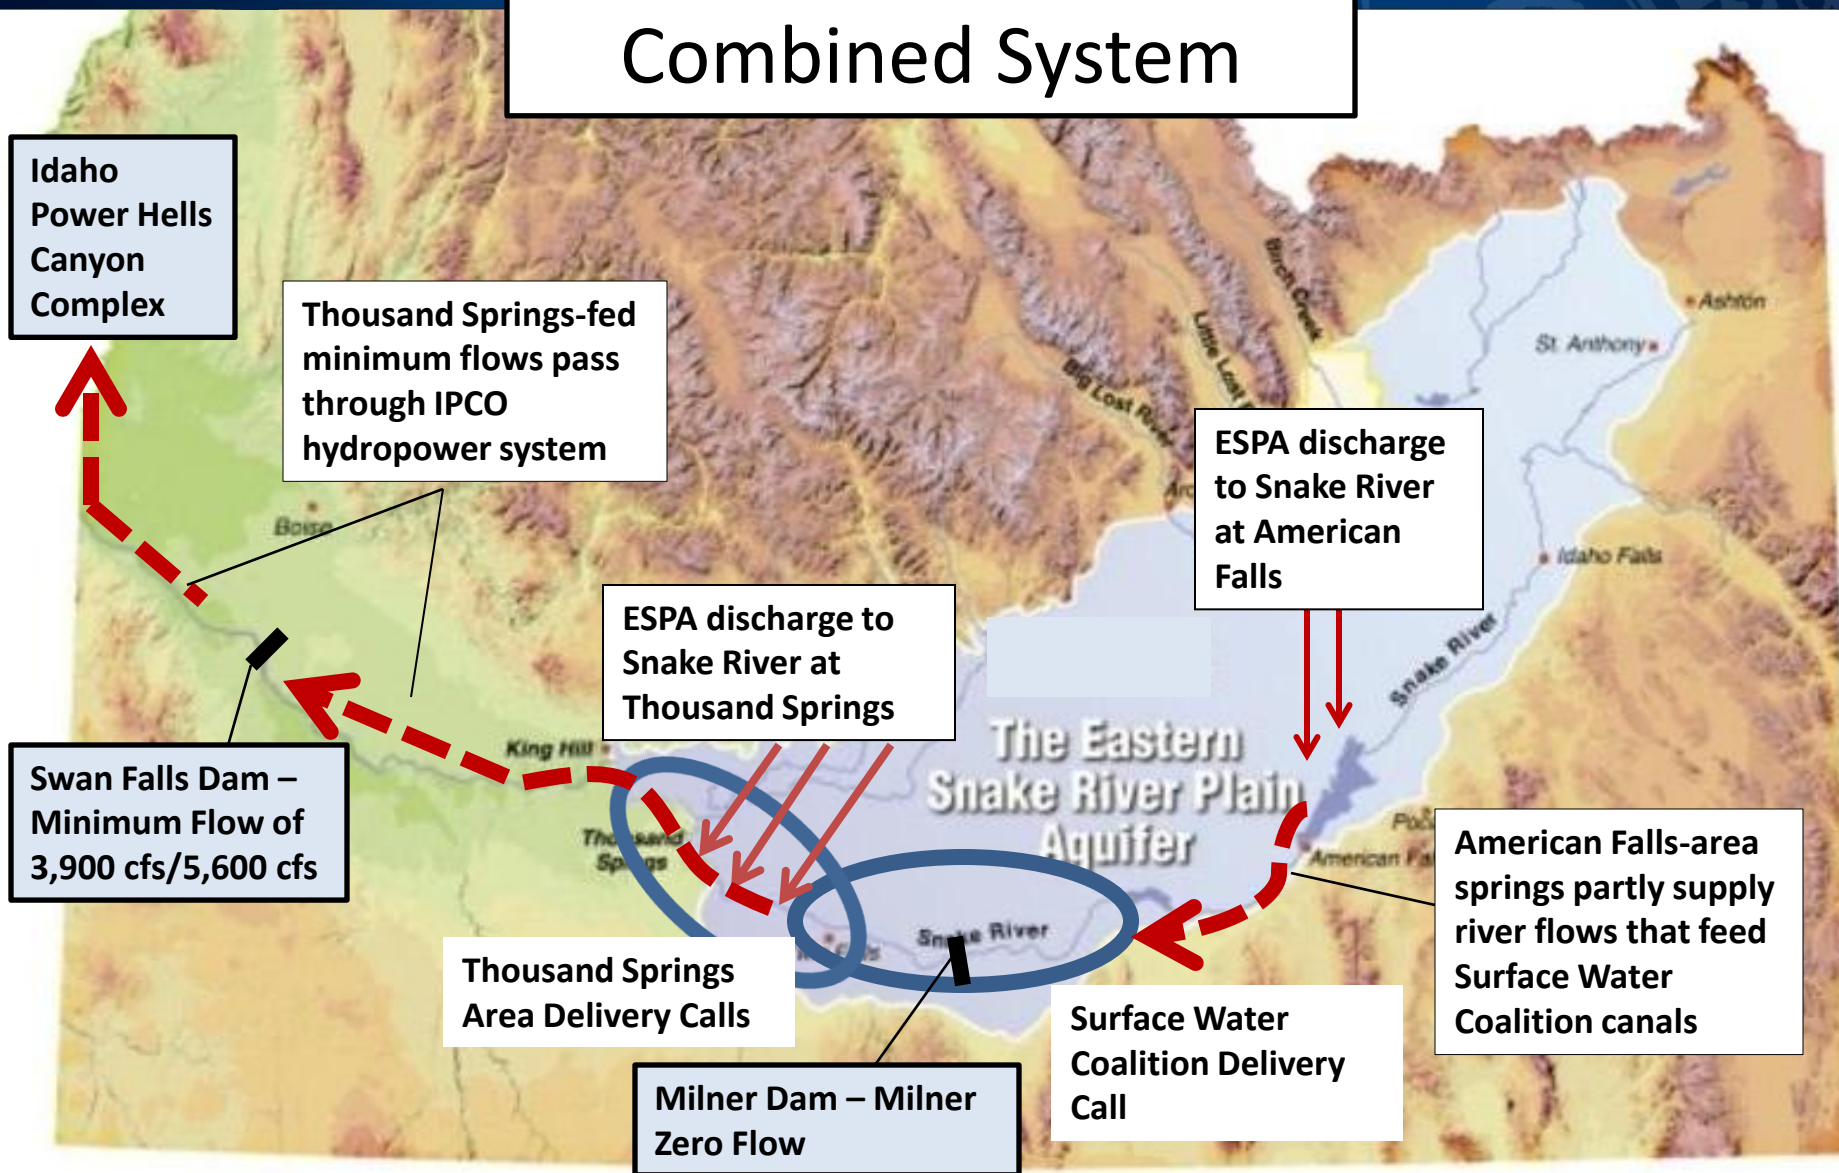 Combined System
Idaho
Power Hells
Canyon
Complex
Thousand Springs-fed
minimum flows pass
through IPCO
hydropower system
Birch Creek
Little Lost
Big Lost River
Ashton
St. Anthony
ESPA discharge
to Snake River
at American
Falls
Boise
Idaho Falls
ESPA discharge to
Snake River at
Thousand Springs
Snake River
King Hill
The Eastern
Snake River Plain
Aquifer
Swan Falls Dam –
Minimum Flow of
3,900 cfs/5,600 cfs
Thousand
Springs
American
American Falls-area
springs partly supply
river flows that feed
Surface Water
Coalition canals
Snake River
Thousand Springs
Area Delivery Calls
Surface Water
Coalition Delivery
Call
Milner Dam – Milner
Zero Flow